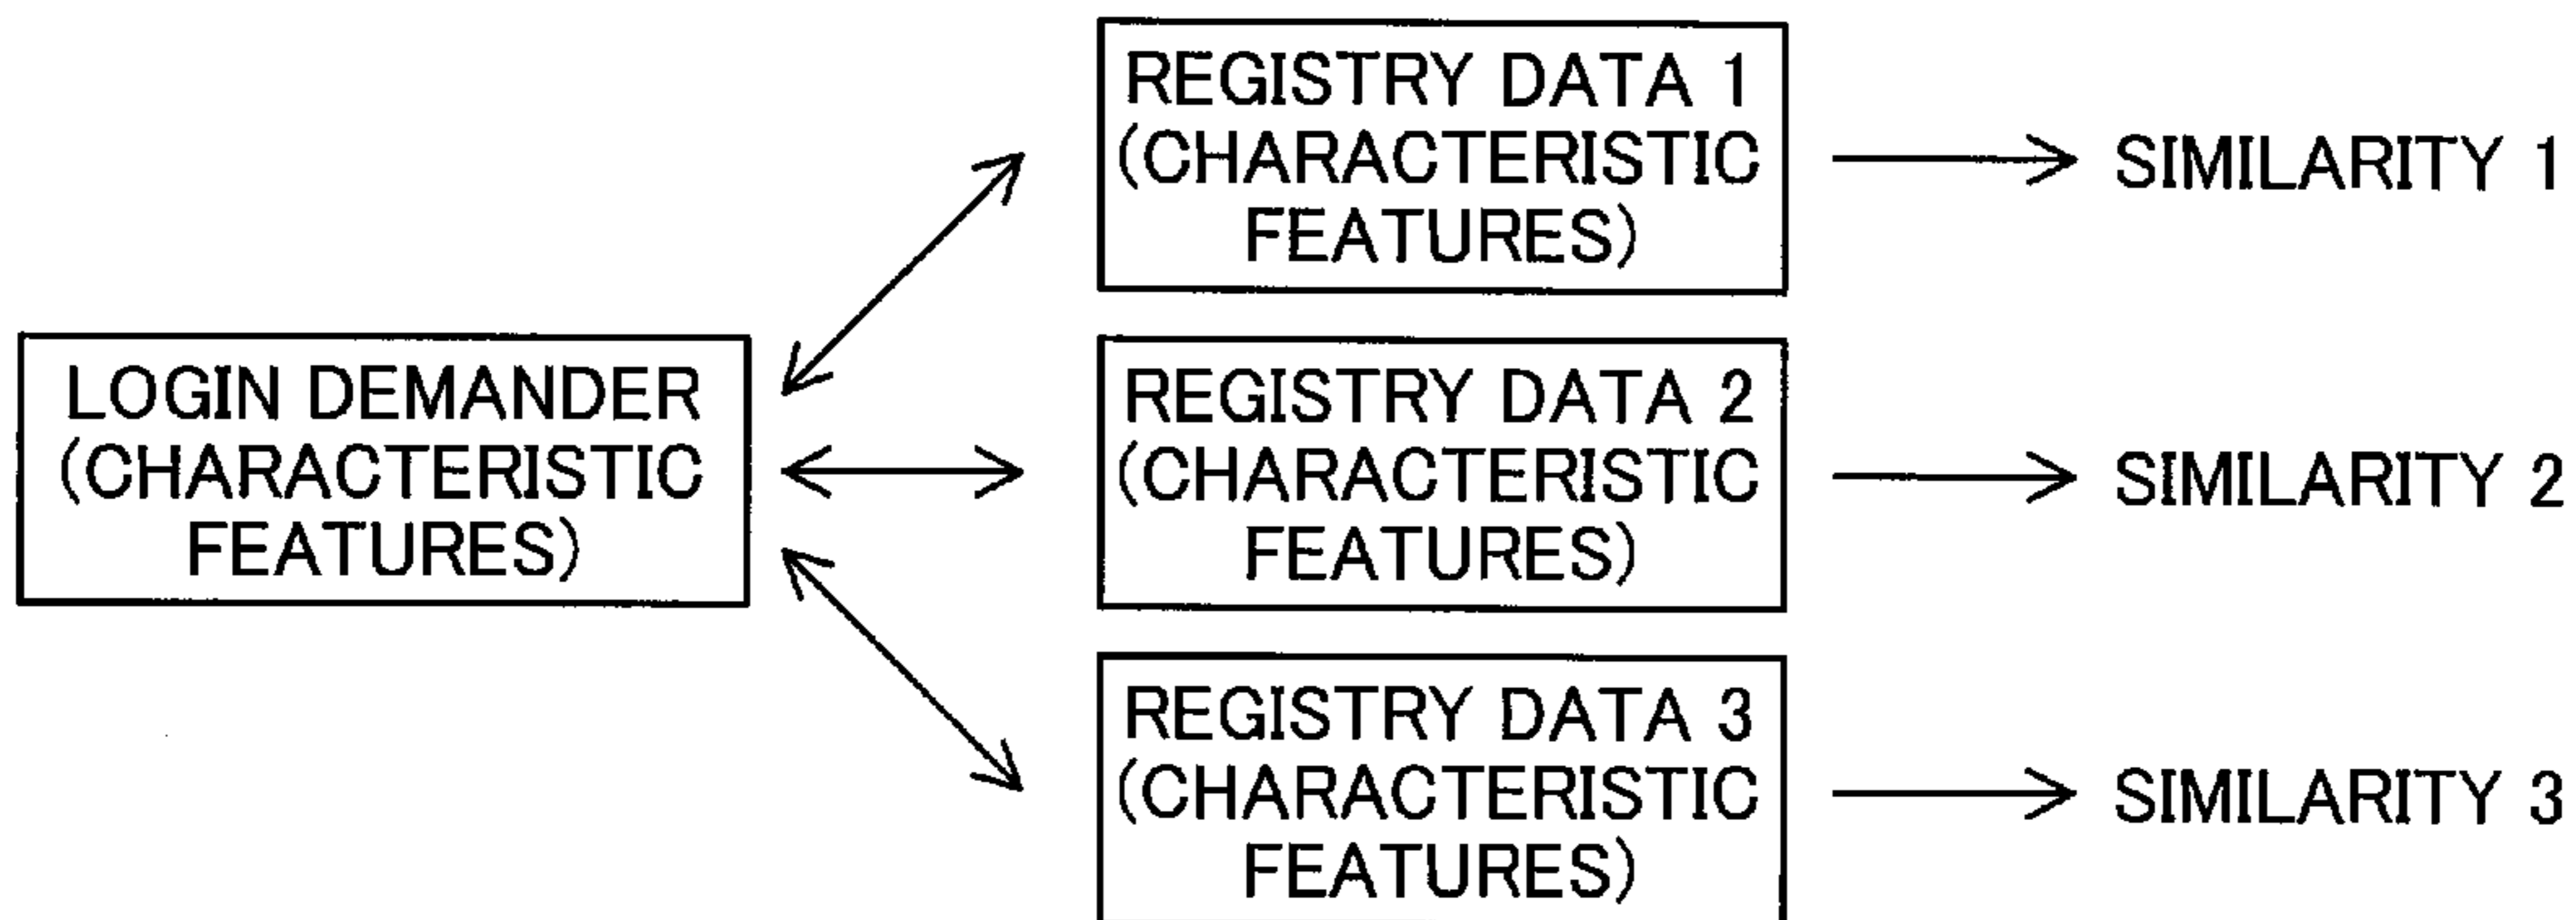 REGISTRY DATA 1
(CHARACTERISTIC
FEATURES)
SIMILARITY 1
LOGIN DEMANDER
(CHARACTERISTIC
FEATURES)
REGISTRY DATA 2
(CHARACTERISTIC
FEATURES)
SIMILARITY 2
REGISTRY DATA 3
(CHARACTERISTIC
FEATURES)
SIMILARITY 3